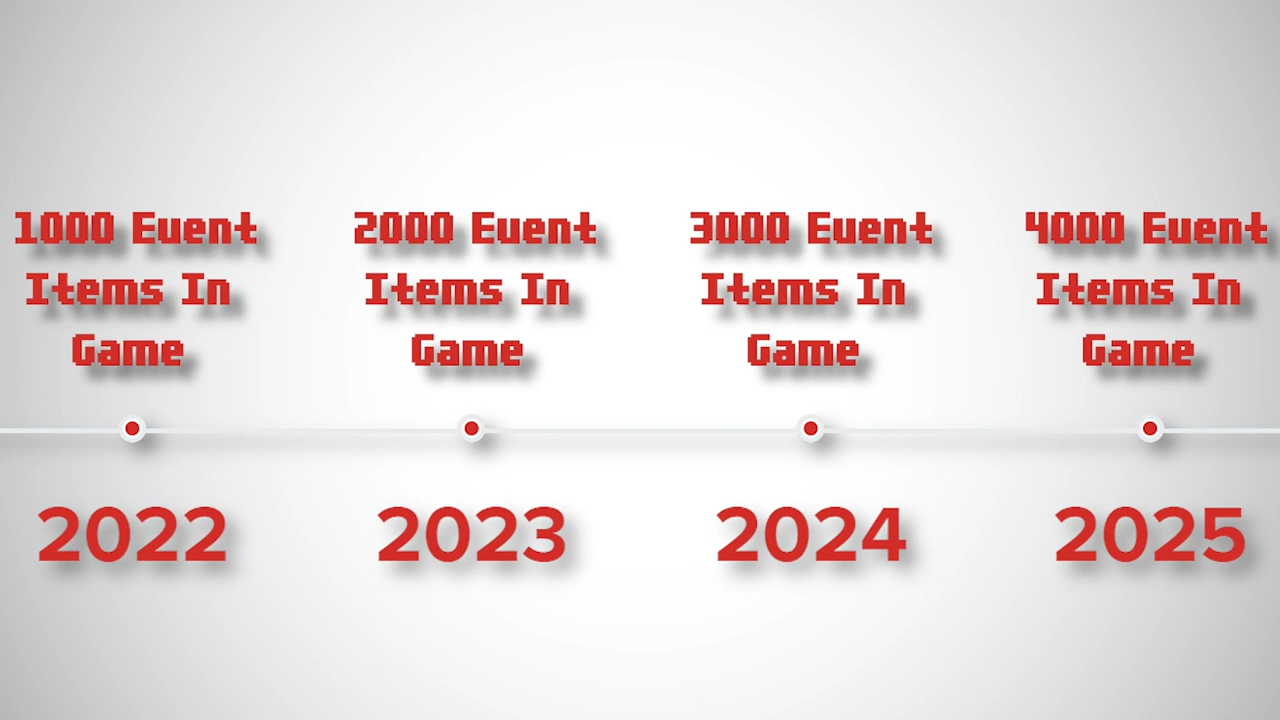 1000 Event
Items In
Game
2000 Event
Items In
Game
3000 Event
Items In
Game
4000 Event
Items In
Game
2022
2023
2024
2025